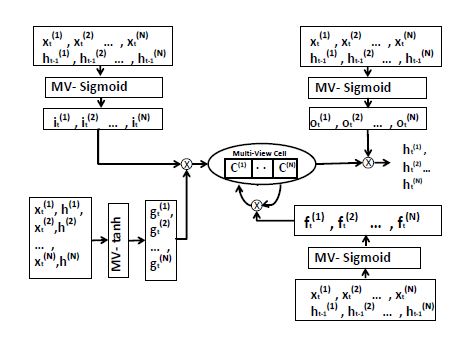 xₜ⁽¹⁾ , xₜ⁽²⁾ ... , xₜ⁽ᴺ⁾
hₜ₋₁⁽¹⁾ , hₜ₋₁⁽²⁾ ... , hₜ₋₁⁽ᴺ⁾
MV- Sigmoid
iₜ⁽¹⁾ , iₜ⁽²⁾ ... , iₜ⁽ᴺ⁾
xₜ⁽¹⁾ , xₜ⁽²⁾ ... , xₜ⁽ᴺ⁾
hₜ₋₁⁽¹⁾ , hₜ₋₁⁽²⁾ ... , hₜ₋₁⁽ᴺ⁾
MV- Sigmoid
oₜ⁽¹⁾ , oₜ⁽²⁾ ... , oₜ⁽ᴺ⁾
X
Multi-View Cell
C⁽¹⁾ . . C⁽ᴺ⁾
X
hₜ⁽¹⁾ ,
hₜ⁽²⁾...
hₜ⁽ᴺ⁾
xₜ⁽¹⁾, h⁽¹⁾,
xₜ⁽²⁾,h⁽²⁾
... ,
xₜ⁽ᴺ⁾,h⁽ᴺ⁾
MV- tanh
gₜ⁽¹⁾,
gₜ⁽²⁾
... ,
gₜ⁽ᴺ⁾
X
fₜ⁽¹⁾ , fₜ⁽²⁾ ... , fₜ⁽ᴺ⁾
MV- Sigmoid
xₜ⁽¹⁾ , xₜ⁽²⁾ ... , xₜ⁽ᴺ⁾
hₜ₋₁⁽¹⁾ , hₜ₋₁⁽²⁾ ... , hₜ₋₁⁽ᴺ⁾